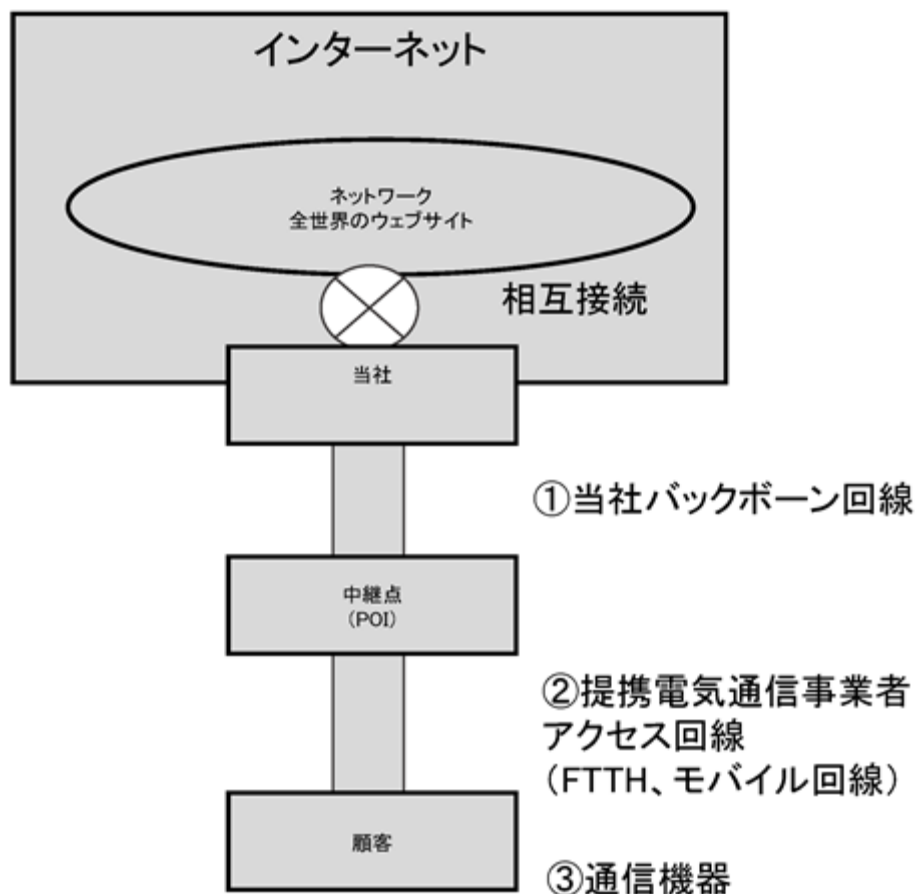 インターネット
ネットワーク
全世界のウェブサイト
相互接続
当社
①当社バックボーン回線
中継点
(POI)
②提携電気通信事業者
アクセス回線
(FTTH、モバイル回線)
顧客
③通信機器